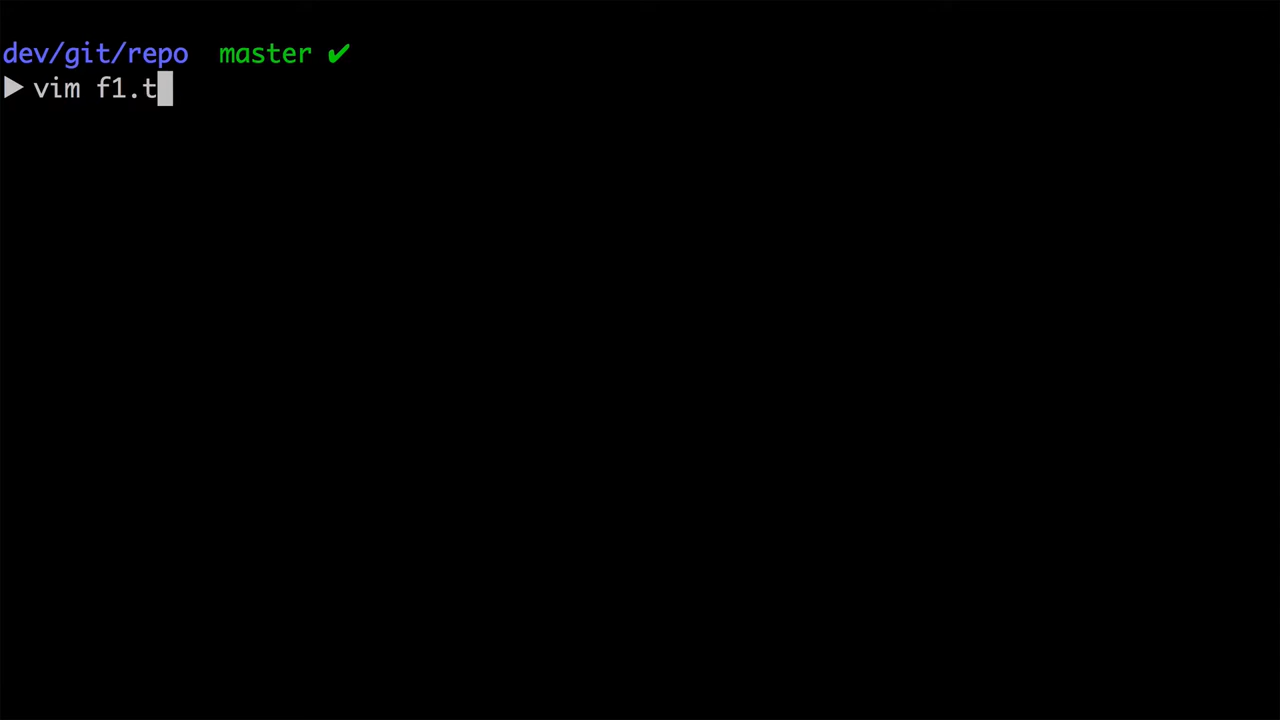 dev/git/repo  master ✔
▶ vim f1.t